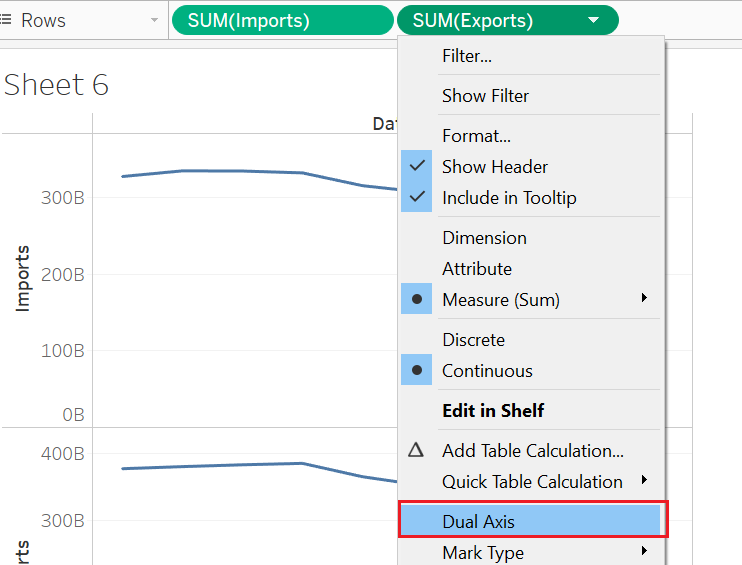 Rows SUM(Imports) SUM(Exports)
Sheet 6
Filter...
Show Filter
Format...
Show Header
Include in Tooltip
Dimension
Attribute
Measure (Sum)
Discrete
Continuous
Edit in Shelf
Add Table Calculation...
Quick Table Calculation
Dual Axis
Mark Type
Imports
300B
200B
100B
0B
400B
300B